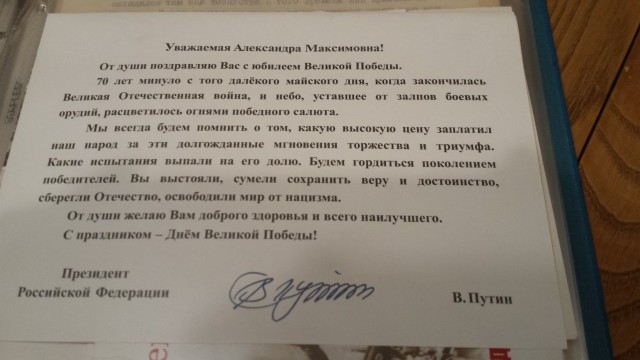 Уважаемая Александра Максимовна!
От души поздравляю Вас с юбилеем Великой Победы.
70 лет минуло с того далёкого майского дня, когда закончилась
Великая Отечественная война, и небо, уставшее от залпов боевых
орудий, расцветилось огнями победного салюта.
Мы всегда будем помнить о том, какую высокую цену заплатил
наш народ за эти долгожданные мгновения торжества и триумфа.
Какие испытания выпали на его долю. Будем гордиться поколением
победителей. Вы выстояли, сумели сохранить веру и достоинство,
сберегли Отечество, освободили мир от нацизма.
От души желаю Вам доброго здоровья и всего наилучшего.
С праздником – Днём Великой Победы!
Президент
Российской Федерации
В. Путин